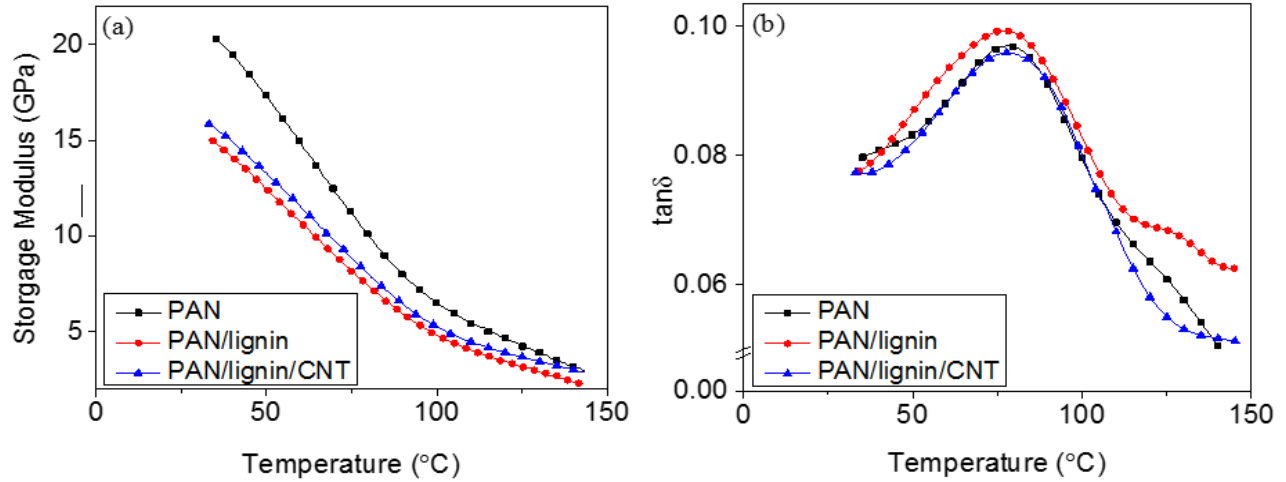 (a)
Storgage Modulus (GPa)
20
15
10
5
PAN
PAN/lignin
PAN/lignin/CNT
0
50
100
150
Temperature (°C)
(b)
tanδ
0.10
0.08
0.06
0.00
PAN
PAN/lignin
PAN/lignin/CNT
0
50
100
150
Temperature (°C)